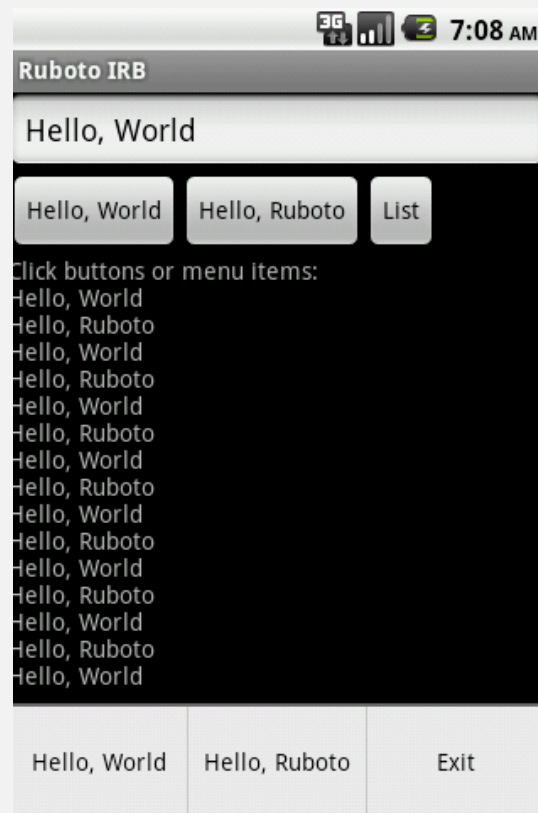 3G 7:08 AM
Ruboto IRB
Hello, World
Hello, World Hello, Ruboto List
Click buttons or menu items:
Hello, World
Hello, Ruboto
Hello, World
Hello, Ruboto
Hello, World
Hello, Ruboto
Hello, World
Hello, Ruboto
Hello, World
Hello, Ruboto
Hello, World
Hello, Ruboto
Hello, World
Hello, Ruboto
Hello, World
Hello, World Hello, Ruboto Exit